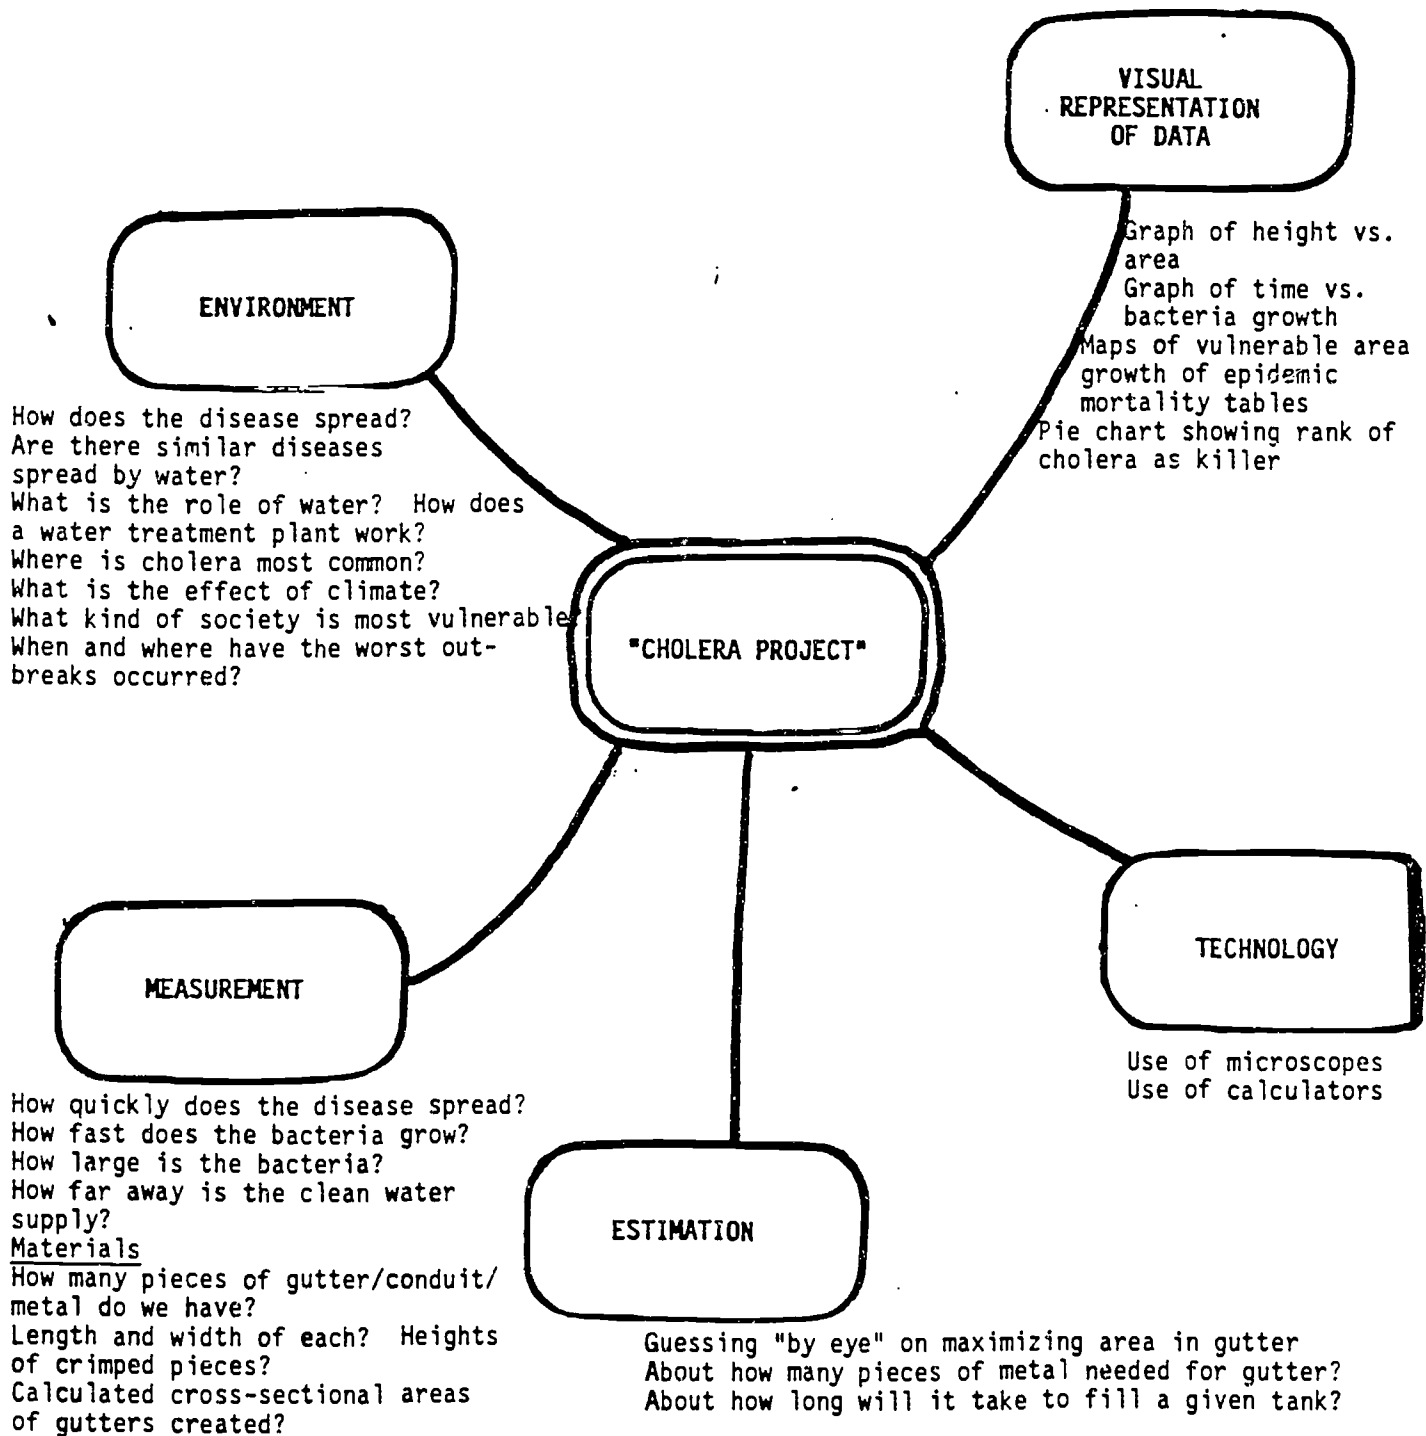 VISUAL
REPRESENTATION
OF DATA
Graph of height vs.
area
Graph of time vs.
bacteria growth
Maps of vulnerable area
growth of epidemic
mortality tables
Pie chart showing rank of
cholera as killer
ENVIRONMENT
How does the disease spread?
Are there similar diseases
spread by water?
What is the role of water?  How does
a water treatment plant work?
Where is cholera most common?
What is the effect of climate?
What kind of society is most vulnerable?
When and where have the worst out-
breaks occurred?
"CHOLERA PROJECT"
TECHNOLOGY
Use of microscopes
Use of calculators
MEASUREMENT
How quickly does the disease spread?
How fast does the bacteria grow?
How large is the bacteria?
How far away is the clean water
supply?
Materials
How many pieces of gutter/conduit/
metal do we have?
Length and width of each?  Heights
of crimped pieces?
Calculated cross-sectional areas
of gutters created?
ESTIMATION
Guessing "by eye" on maximizing area in gutter
About how many pieces of metal needed for gutter?
About how long will it take to fill a given tank?